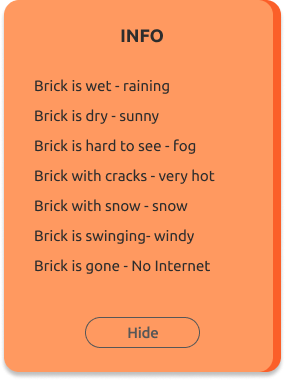 INFO
Brick is wet - raining
Brick is dry - sunny
Brick is hard to see - fog
Brick with cracks - very hot
Brick with snow - snow
Brick is swinging- windy
Brick is gone - No Internet
Hide